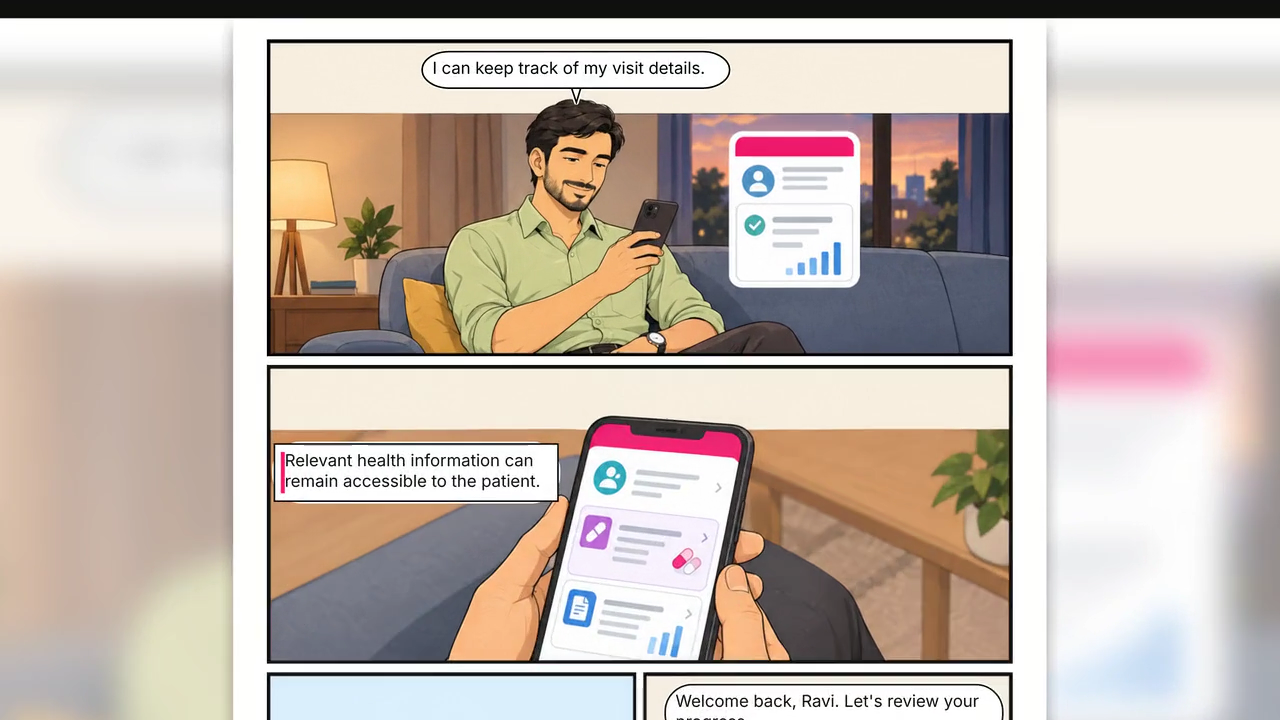 I can keep track of my visit details.
Relevant health information can
remain accessible to the patient.
Welcome back, Ravi. Let's review your
progress.